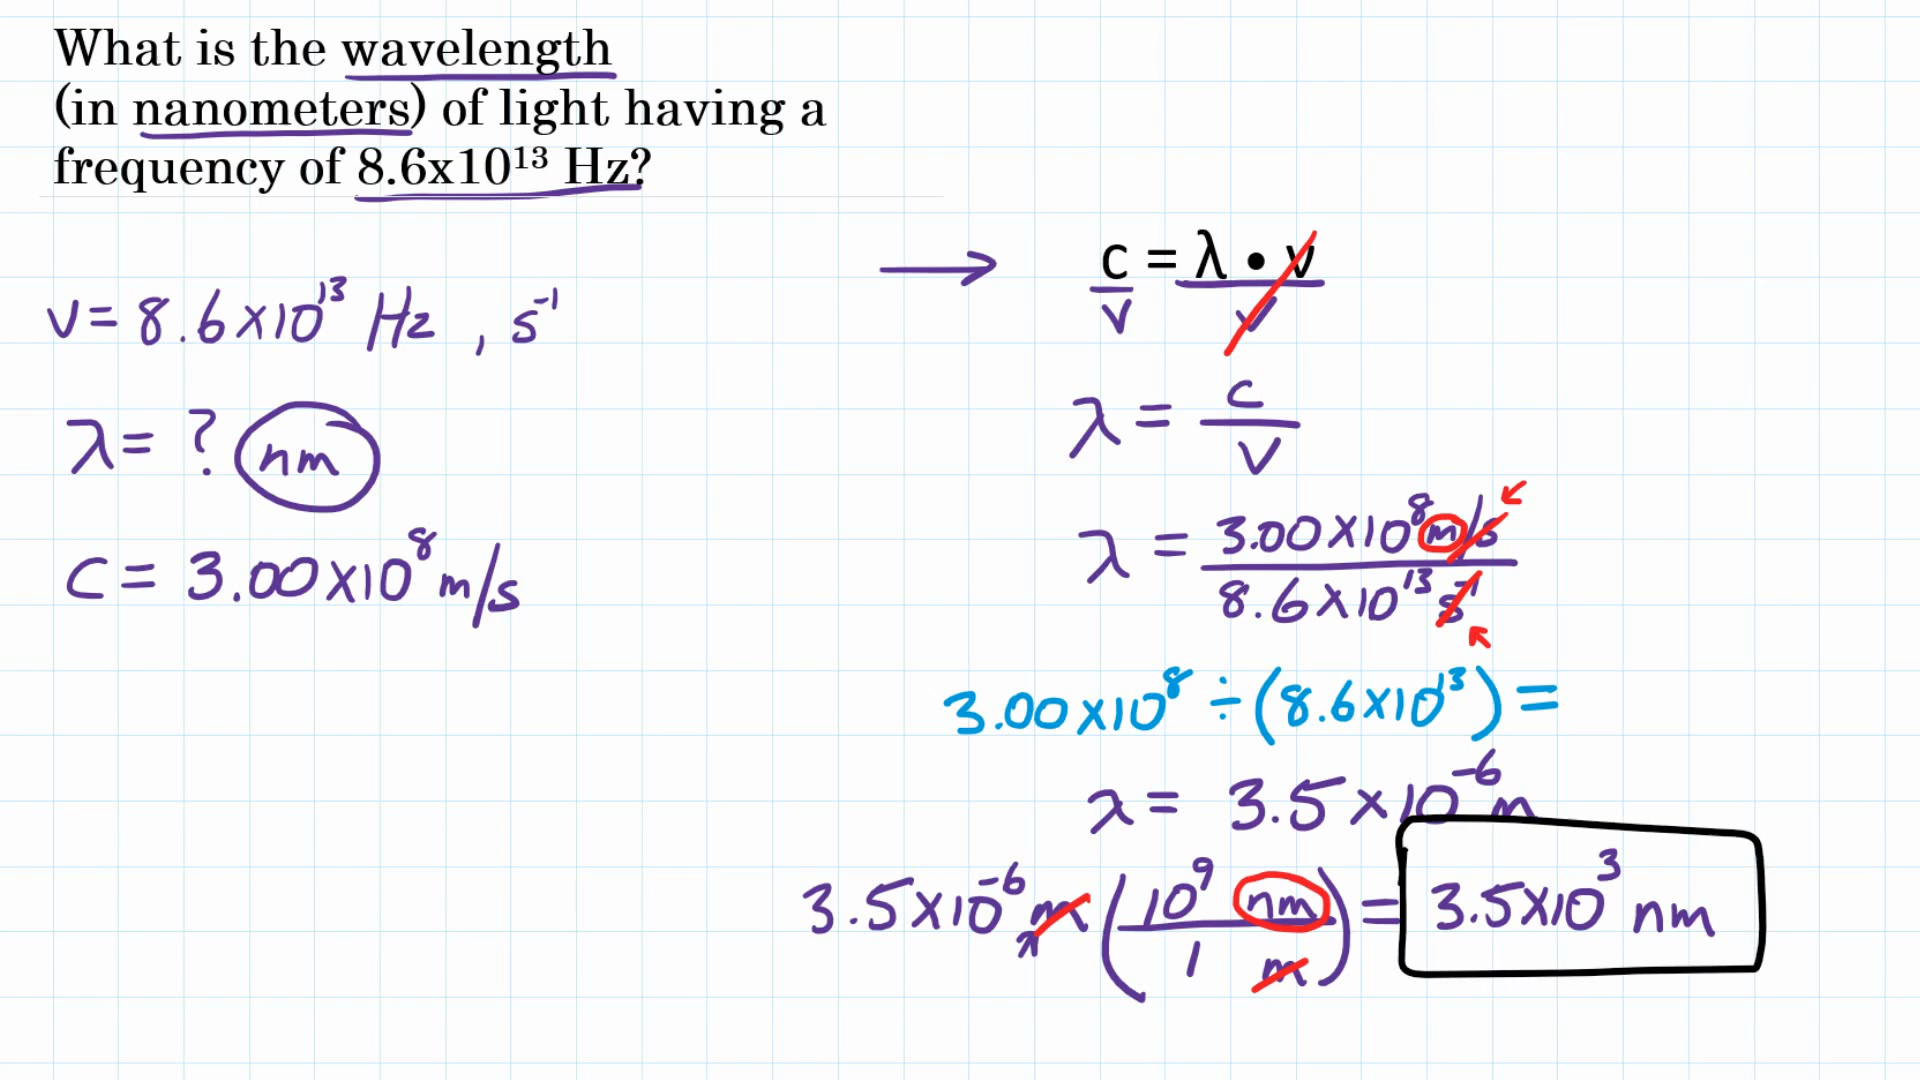 What is the wavelength
(in nanometers) of light having a
frequency of 8.6x10¹³ Hz?
ν = 8.6x10¹³ Hz , s⁻¹
λ = ? nm
c = 3.00x10⁸ m/s
c = λ • ν
ν ν
λ = c
ν
λ = 3.00x10⁸ m/s
8.6x10¹³ s⁻¹
3.00x10⁸ ÷ (8.6x10¹³) =
λ = 3.5x10⁻⁶ m
3.5x10⁻⁶ m (10⁹ nm / 1 m) = 3.5x10³ nm